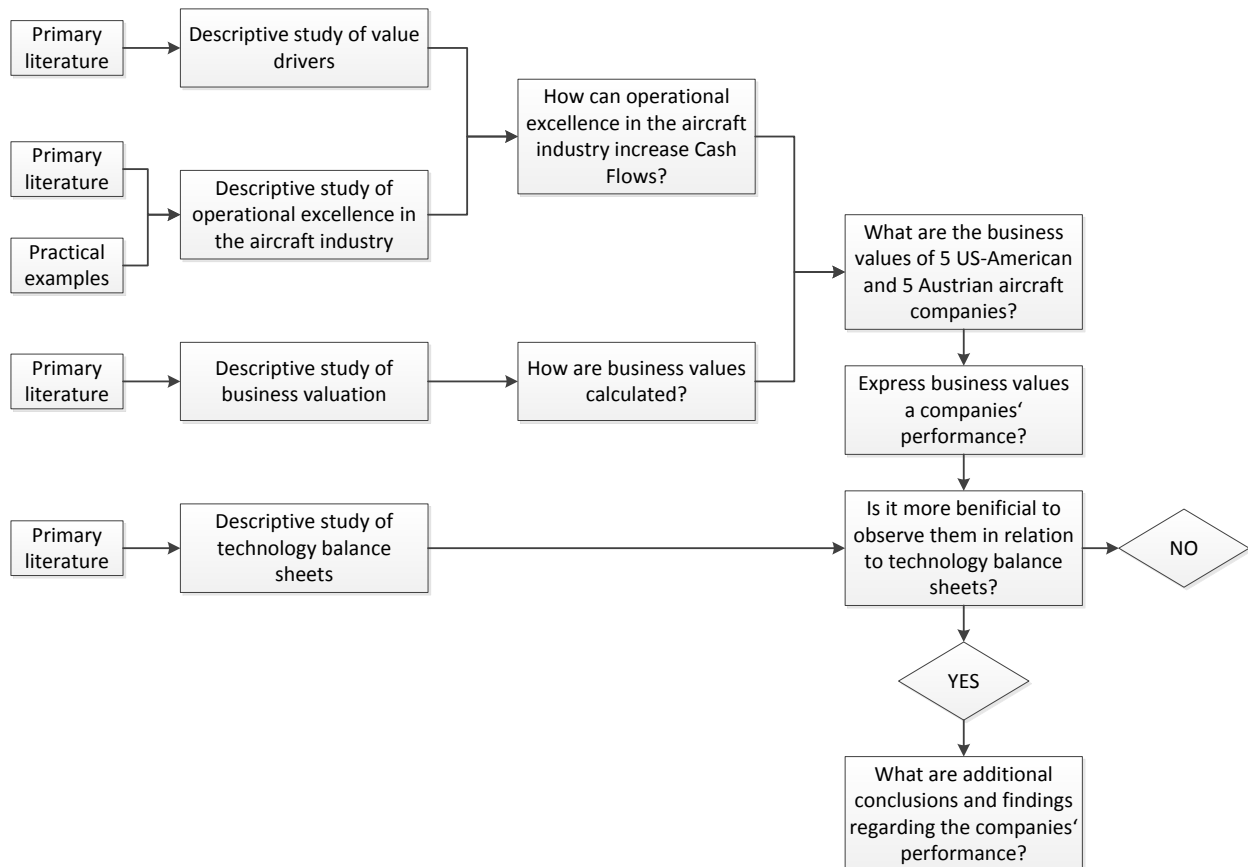 Primary
literature
Descriptive study of value
drivers
How can operational
excellence in the aircraft
industry increase Cash
Flows?
Primary
literature
Descriptive study of
operational excellence in
the aircraft industry
Practical
examples
What are the business
values of 5 US-American
and 5 Austrian aircraft
companies?
Primary
literature
Descriptive study of
business valuation
How are business values
calculated?
Express business values
a companies‘
performance?
Primary
literature
Descriptive study of
technology balance
sheets
Is it more benificial to
observe them in relation
to technology balance
sheets?
NO
YES
What are additional
conclusions and findings
regarding the companies‘
performance?